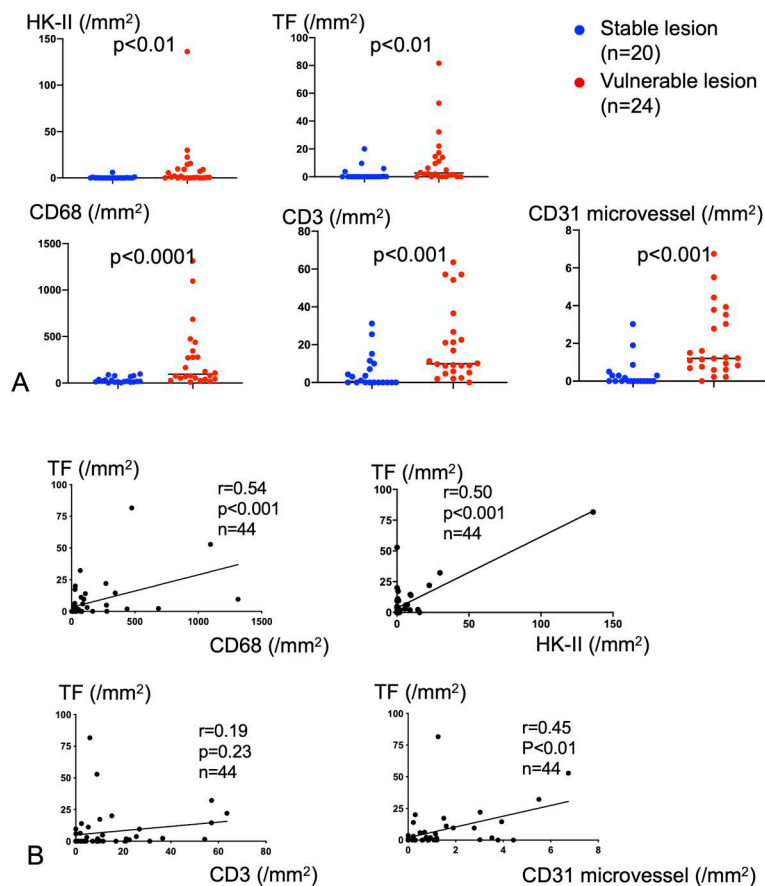 HK-II (/mm²)
p<0.01
150
100
50
0
TF (/mm²)
p<0.01
100
80
60
40
20
0
Stable lesion
(n=20)
Vulnerable lesion
(n=24)
CD68 (/mm²)
p<0.0001
1500
1000
500
0
CD3 (/mm²)
p<0.001
80
60
40
20
0
CD31 microvessel (/mm²)
p<0.001
8
6
4
2
0
A
TF (/mm²)
r=0.54
p<0.001
n=44
100
75
50
25
0
0 500 1000 1500
CD68 (/mm²)
TF (/mm²)
r=0.50
p<0.001
n=44
100
75
50
25
0
0 50 100 150
HK-II (/mm²)
TF (/mm²)
r=0.19
p=0.23
n=44
100
75
50
25
0
0 20 40 60 80
CD3 (/mm²)
TF (/mm²)
r=0.45
P<0.01
n=44
100
75
50
25
0
0 2 4 6 8
CD31 microvessel (/mm²)
B